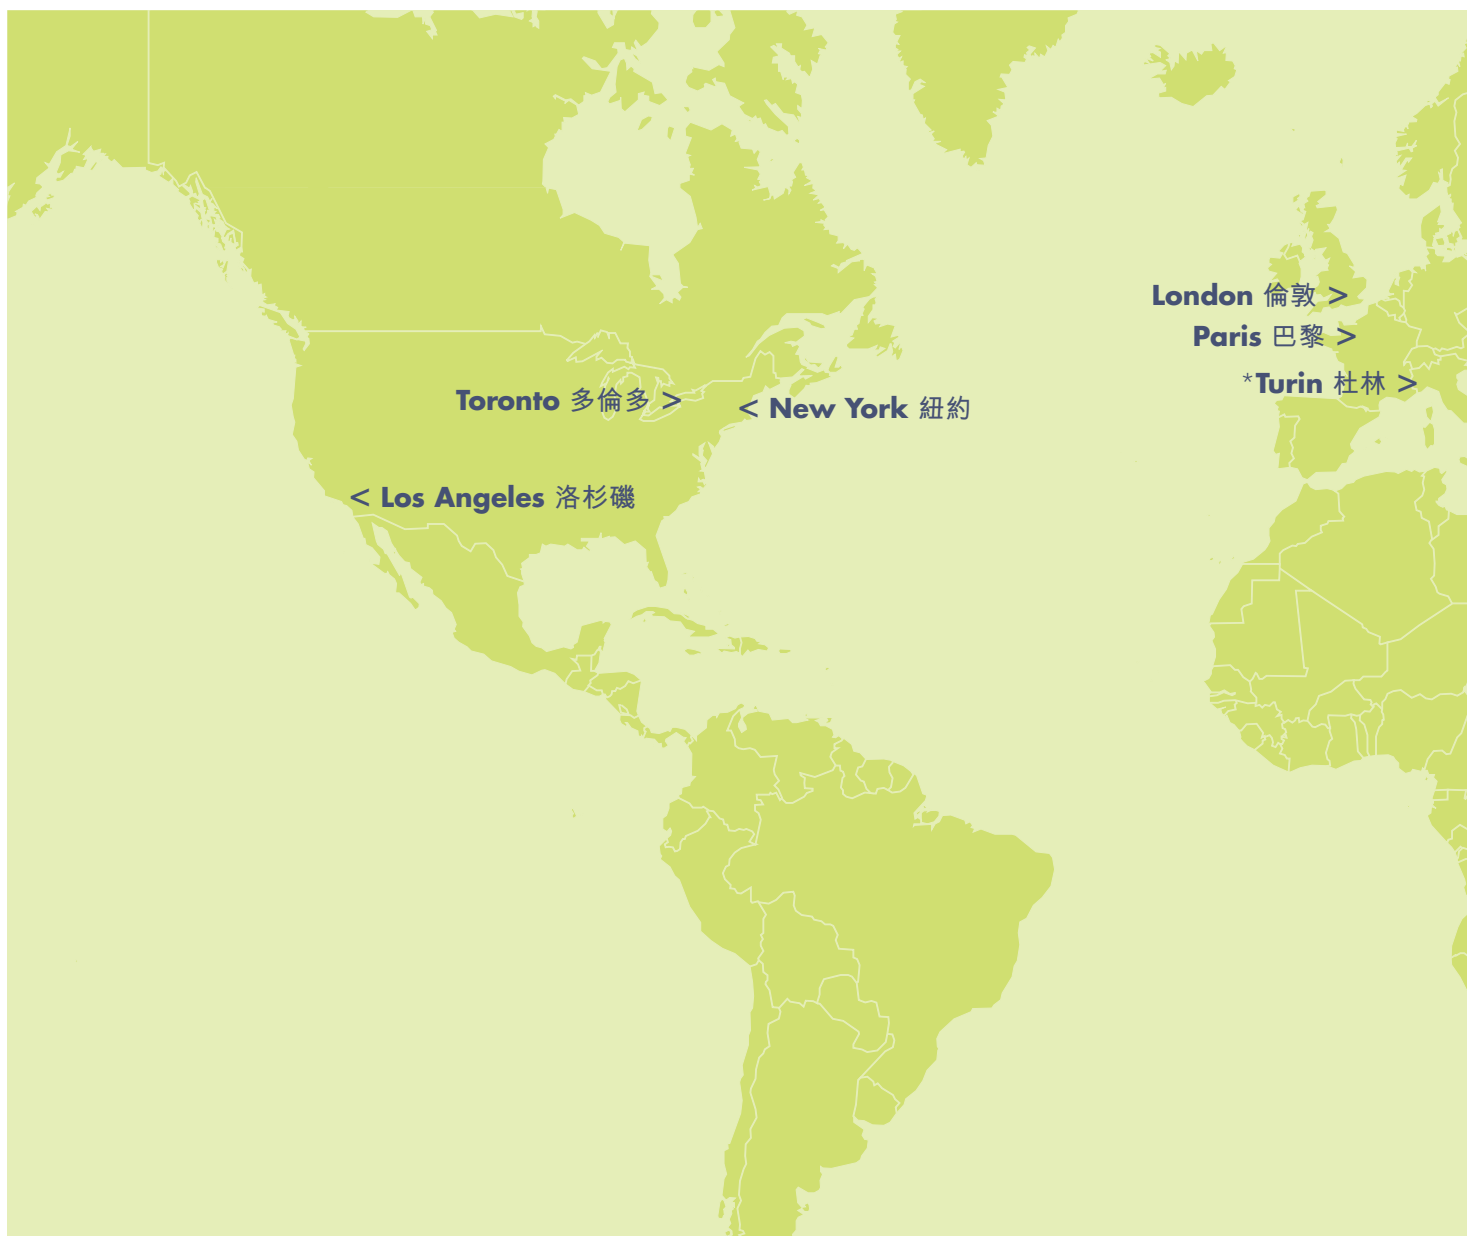 London 倫敦 >
Paris 巴黎 >
*Turin 杜林 >
Toronto 多倫多 >
< New York 紐約
< Los Angeles 洛杉磯